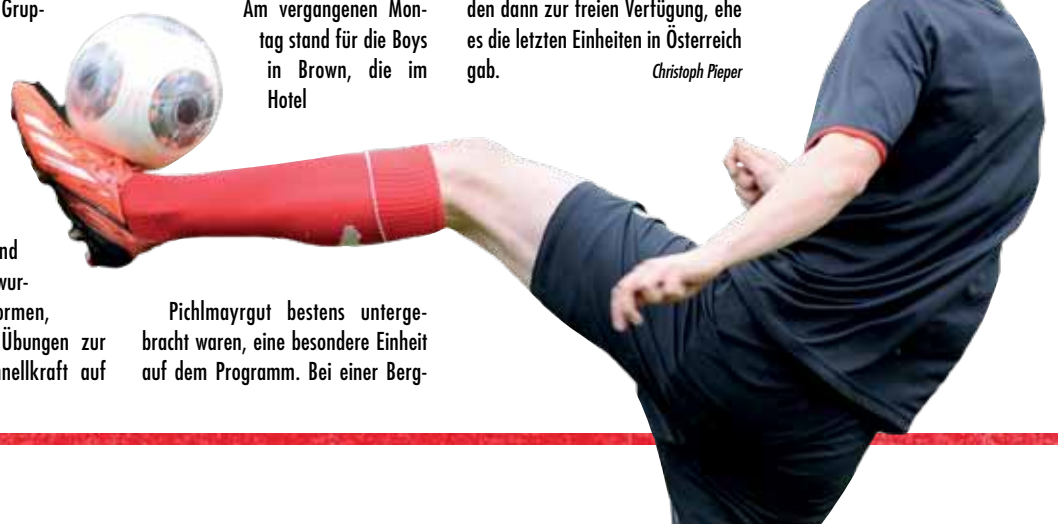 Grup-
nd
wur-
ormen,
Übungen zur
nellkraft auf
Am vergangenen Mon-
tag stand für die Boys
in Brown, die im
Hotel
Pichlmayrgut bestens unterge-
bracht waren, eine besondere Einheit
auf dem Programm. Bei einer Berg-
den dann zur freien Verfügung, ehe
es die letzten Einheiten in Österreich
gab.
Christoph Pieper